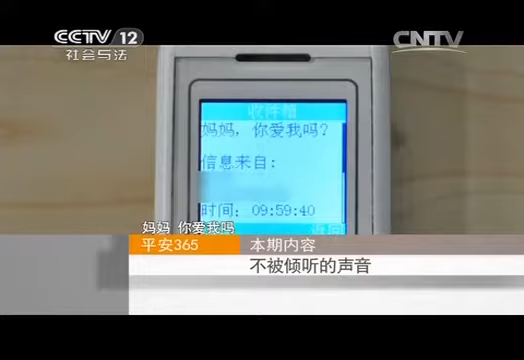 CCTV 12
社会与法
CNTV
收件箱
妈妈，你爱我吗？
信息来自：
时间：09:59:40
返回
妈妈 你爱我吗
平安365
本期内容
不被倾听的声音